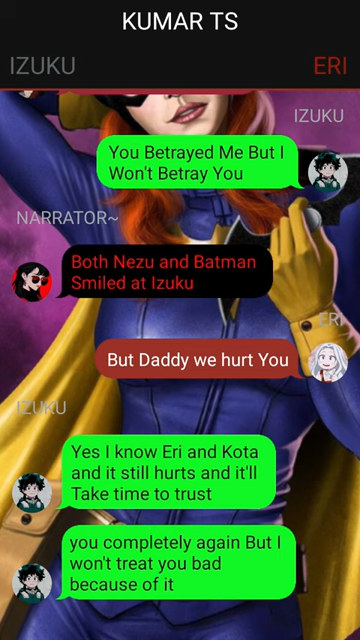 KUMAR TS
IZUKU
ERI
IZUKU
You Betrayed Me But I
Won't Betray You
NARRATOR~
Both Nezu and Batman
Smiled at Izuku
ERI
But Daddy we hurt You
IZUKU
Yes I know Eri and Kota
and it still hurts and it'll
Take time to trust
you completely again But I
won't treat you bad
because of it